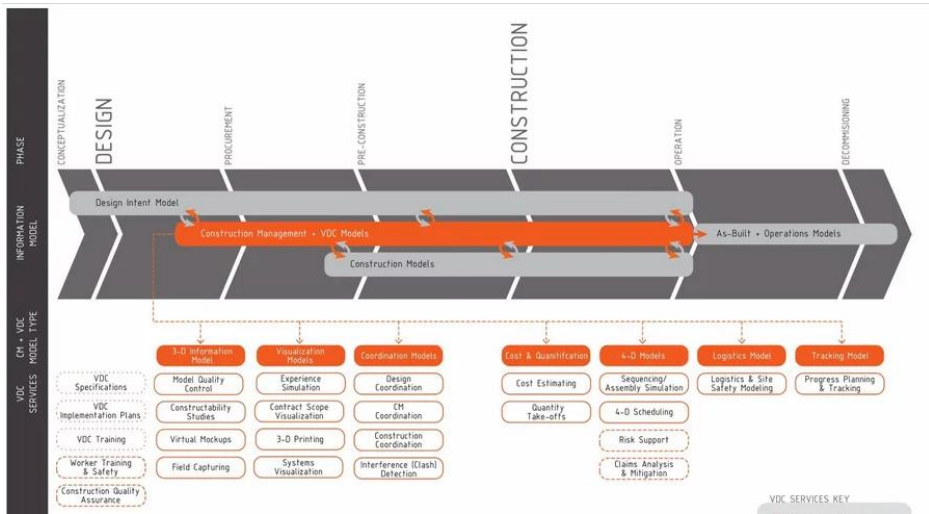 PHASE
CONCEPTUALIZATION
DESIGN
PROCUREMENT
PRE-CONSTRUCTION
CONSTRUCTION
OPERATION
DECOMMISIONING
INFORMATION
MODEL
Design Intent Model
Construction Management + VDC Models
As-Built + Operations Models
Construction Models
CM + VDC
MODEL TYPE
3-D Information
Model
Visualization
Models
Coordination Models
Cost & Quanitifcation
4-D Models
Logistics Model
Tracking Model
VDC
SERVICES
VDC
Specifications
VDC
Implementation Plans
VDC Training
Worker Training
& Safety
Construction Quality
Assurance
Model Quality
Control
Constructability
Studies
Virtual Mockups
Field Capturing
Experience
Simulation
Contract Scope
Visualization
3-D Printing
Systems
Visualization
Design
Coordination
CM
Coordination
Construction
Coordination
Interference (Clash)
Detection
Cost Estimating
Quantity
Take-offs
Sequencing/
Assembly Simulation
4-D Scheduling
Risk Support
Claims Analysis
& Mitigation
Logistics & Site
Safety Modeling
Progress Planning
& Tracking
VDC SERVICES KEY